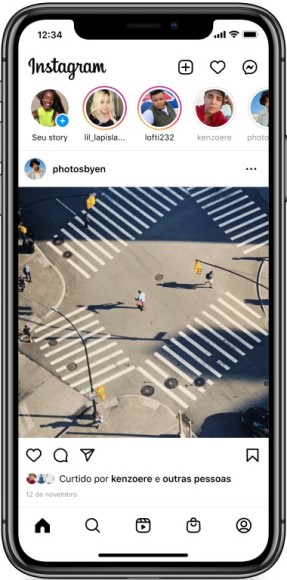 12:34
Instagram
Seu story lil_lapisla... lofti232 kenzoere photo
photosbyen
Curtido por kenzoere e outras pessoas
12 de novembro